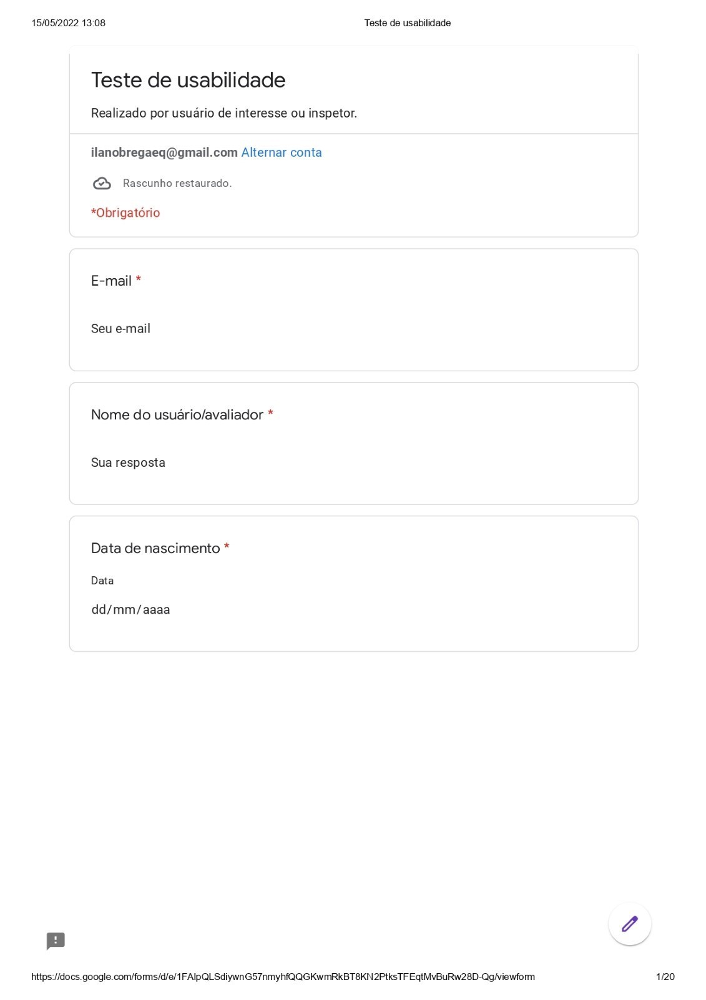 15/05/2022 13:08
Teste de usabilidade
Teste de usabilidade
Realizado por usuário de interesse ou inspetor.
ilanobregaeq@gmail.com Alternar conta
Rascunho restaurado.
*Obrigatório
E-mail *
Seu e-mail
Nome do usuário/avaliador *
Sua resposta
Data de nascimento *
Data
dd/mm/aaaa
https://docs.google.com/forms/d/e/1FAIpQLSdiywnG57nmyhfQQGKwmRkBT8KN2PtksTFEqtMvBuRw28D-Qg/viewform
1/20